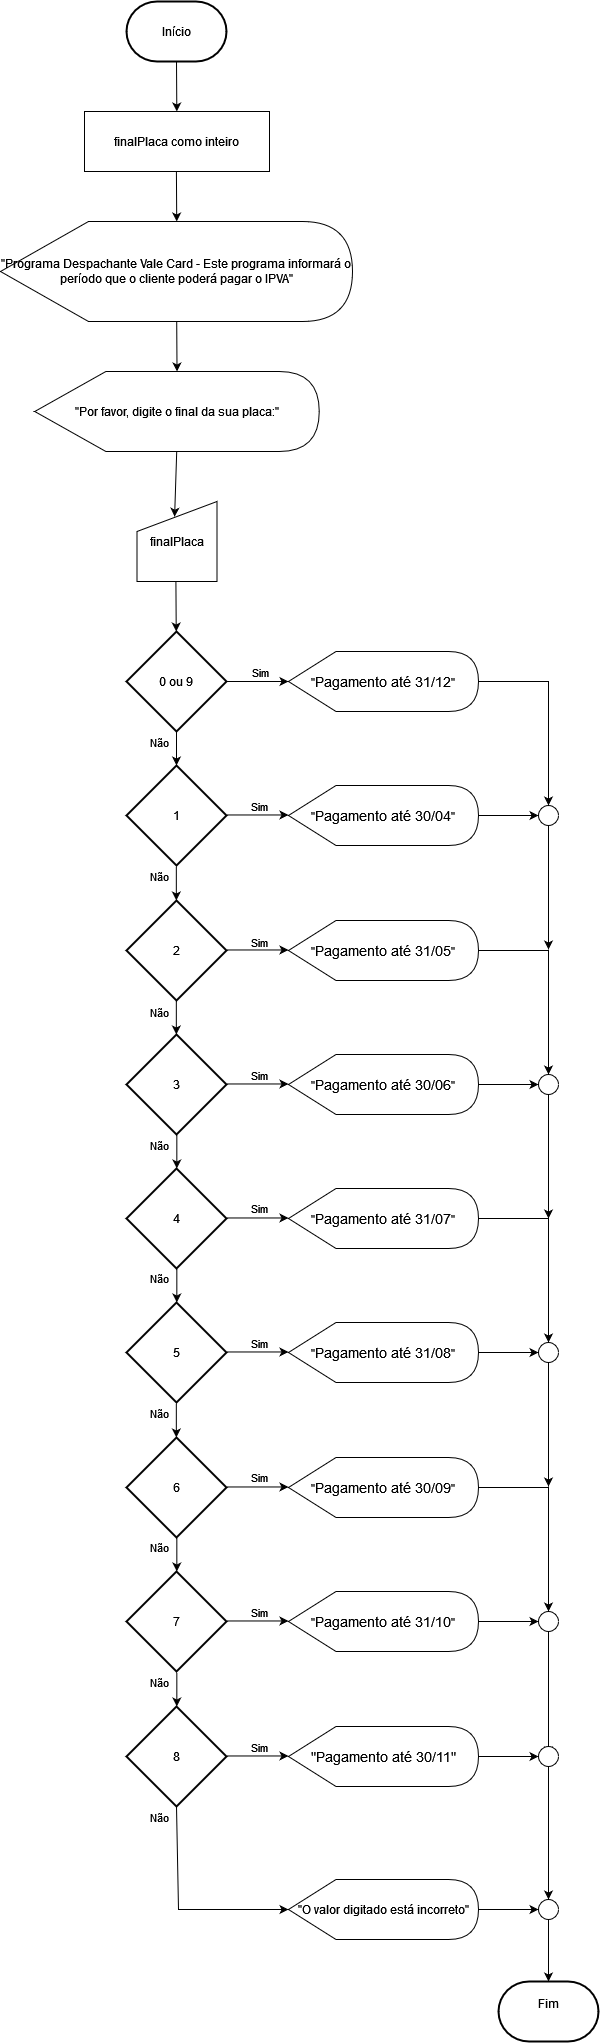 Início
finalPlaca como inteiro
"Programa Despachante Vale Card - Este programa informará o
período que o cliente poderá pagar o IPVA"
"Por favor, digite o final da sua placa:"
finalPlaca
0 ou 9
Sim
"Pagamento até 31/12"
Não
1
Sim
"Pagamento até 30/04"
Não
2
Sim
"Pagamento até 31/05"
Não
3
Sim
"Pagamento até 30/06"
Não
4
Sim
"Pagamento até 31/07"
Não
5
Sim
"Pagamento até 31/08"
Não
6
Sim
"Pagamento até 30/09"
Não
7
Sim
"Pagamento até 31/10"
Não
8
Sim
"Pagamento até 30/11"
Não
"O valor digitado está incorreto"
Fim